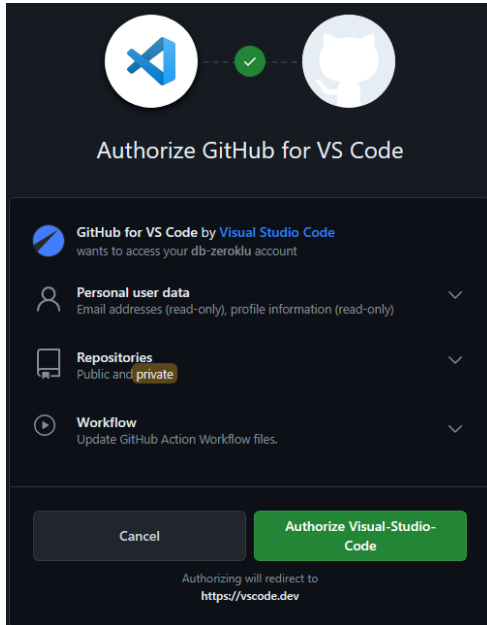 Authorize GitHub for VS Code
GitHub for VS Code by Visual Studio Code
wants to access your db-zeroklu account
Personal user data
Email addresses (read-only), profile information (read-only)
Repositories
Public and private
Workflow
Update GitHub Action Workflow files.
Cancel
Authorize Visual-Studio-
Code
Authorizing will redirect to
https://vscode.dev